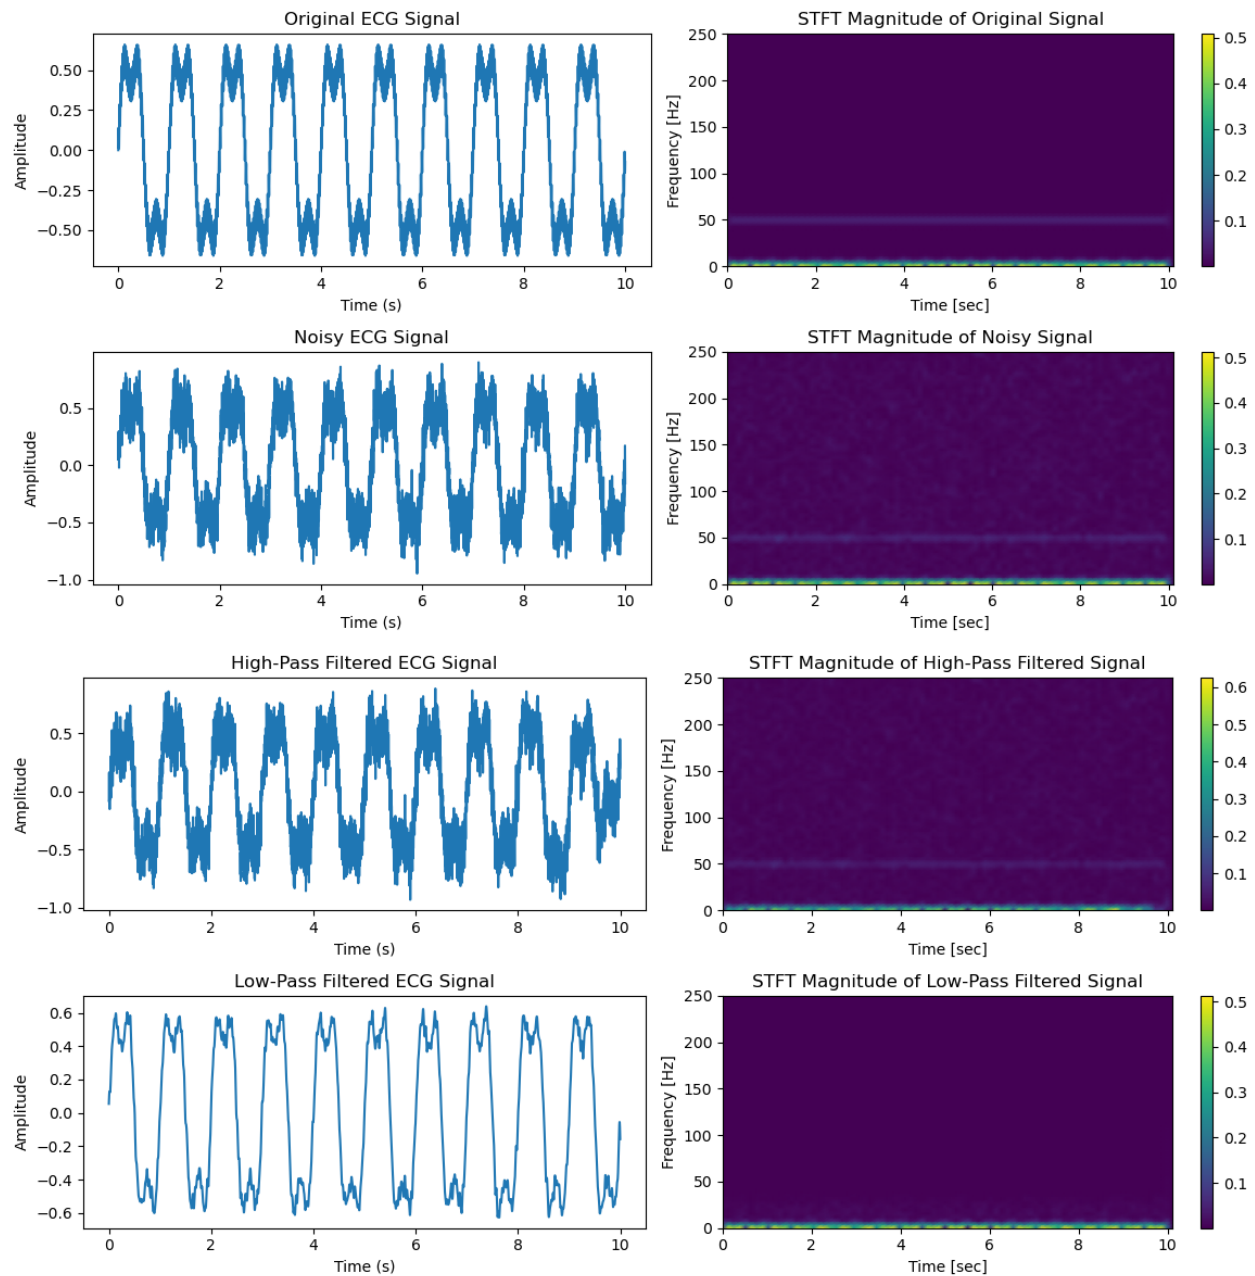 Original ECG Signal
Amplitude
0.50
0.25
0.00
−0.25
−0.50
0 2 4 6 8 10
Time (s)
STFT Magnitude of Original Signal
Frequency [Hz]
250
200
150
100
50
0
0 2 4 6 8 10
Time [sec]
0.5
0.4
0.3
0.2
0.1
Noisy ECG Signal
Amplitude
0.5
0.0
−0.5
−1.0
0 2 4 6 8 10
Time (s)
STFT Magnitude of Noisy Signal
Frequency [Hz]
250
200
150
100
50
0
0 2 4 6 8 10
Time [sec]
0.5
0.4
0.3
0.2
0.1
High-Pass Filtered ECG Signal
Amplitude
0.5
0.0
−0.5
−1.0
0 2 4 6 8 10
Time (s)
STFT Magnitude of High-Pass Filtered Signal
Frequency [Hz]
250
200
150
100
50
0
0 2 4 6 8 10
Time [sec]
0.6
0.5
0.4
0.3
0.2
0.1
Low-Pass Filtered ECG Signal
Amplitude
0.6
0.4
0.2
0.0
−0.2
−0.4
−0.6
0 2 4 6 8 10
Time (s)
STFT Magnitude of Low-Pass Filtered Signal
Frequency [Hz]
250
200
150
100
50
0
0 2 4 6 8 10
Time [sec]
0.5
0.4
0.3
0.2
0.1